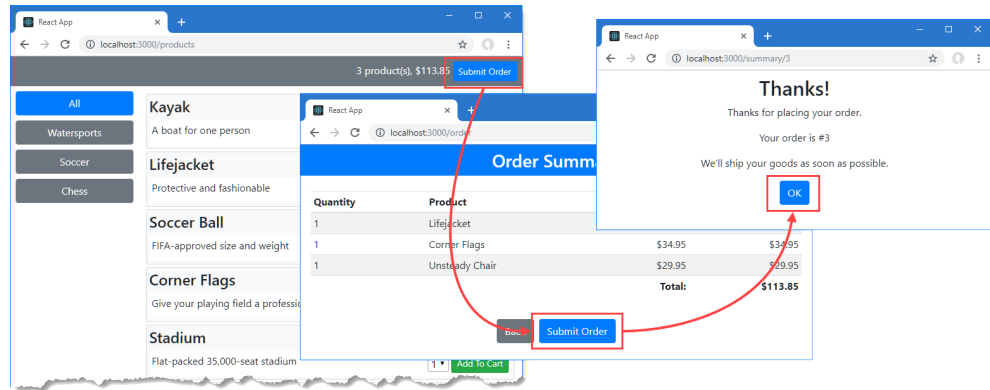 React App
localhost:3000/products
3 product(s), $113.85 Submit Order
All
Watersports
Soccer
Chess
Kayak
A boat for one person
Lifejacket
Protective and fashionable
Soccer Ball
FIFA-approved size and weight
Corner Flags
Give your playing field a professio
Stadium
Flat-packed 35,000-seat stadium
1 Add To Cart
React App
localhost:3000/order
Order Summ
Quantity Product
1 Lifejacket
1 Corner Flags $34.95 $34.95
1 Unsteady Chair $29.95 $29.95
Total: $113.85
Back Submit Order
React App
localhost:3000/summary/3
Thanks!
Thanks for placing your order.
Your order is #3
We'll ship your goods as soon as possible.
OK